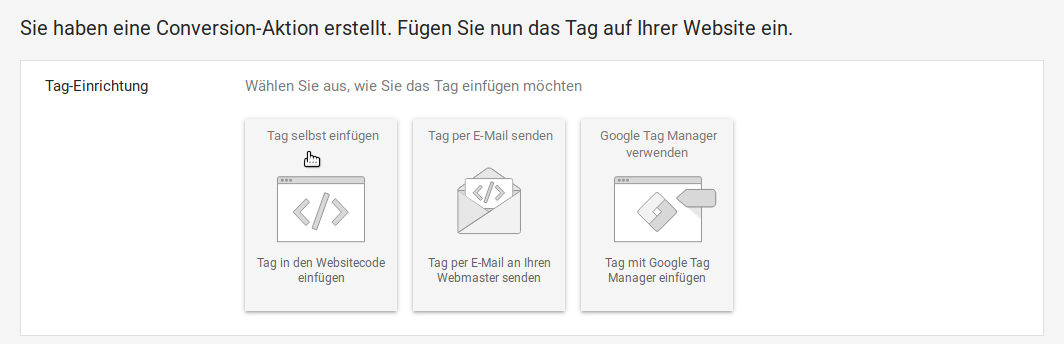 Sie haben eine Conversion-Aktion erstellt. Fügen Sie nun das Tag auf Ihrer Website ein.
Tag-Einrichtung
Wählen Sie aus, wie Sie das Tag einfügen möchten
Tag selbst einfügen
Tag in den Websitecode
einfügen
Tag per E-Mail senden
Tag per E-Mail an Ihren
Webmaster senden
Google Tag Manager
verwenden
Tag mit Google Tag
Manager einfügen